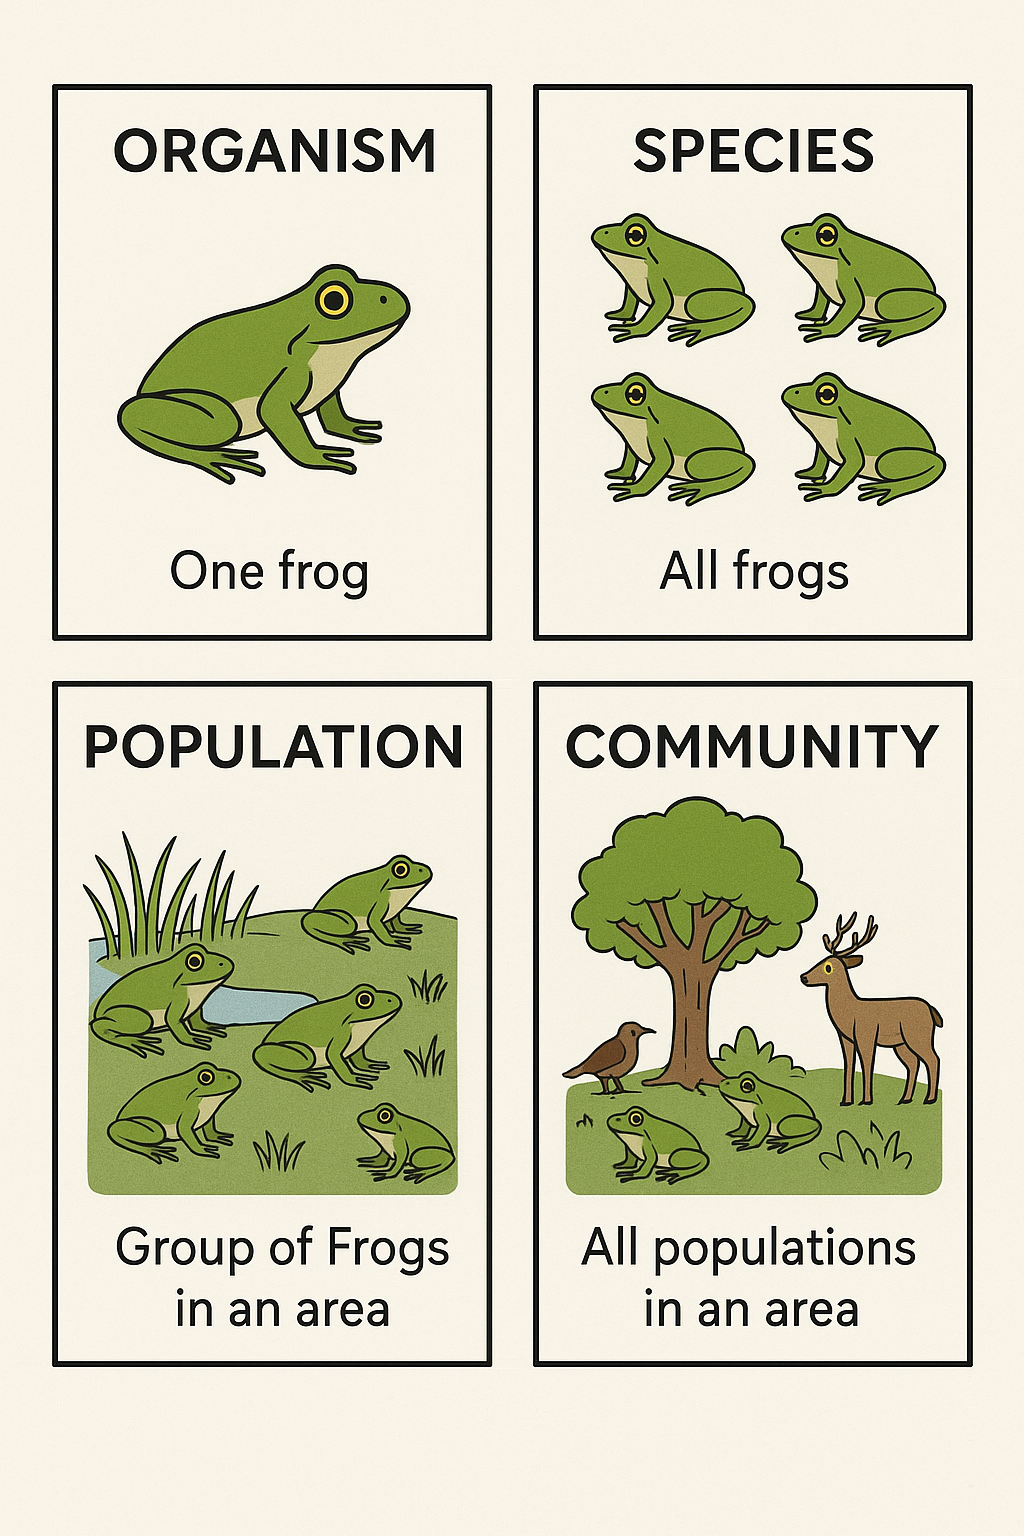 ORGANISM
One frog
SPECIES
All frogs
POPULATION
Group of Frogs
in an area
COMMUNITY
All populations
in an area